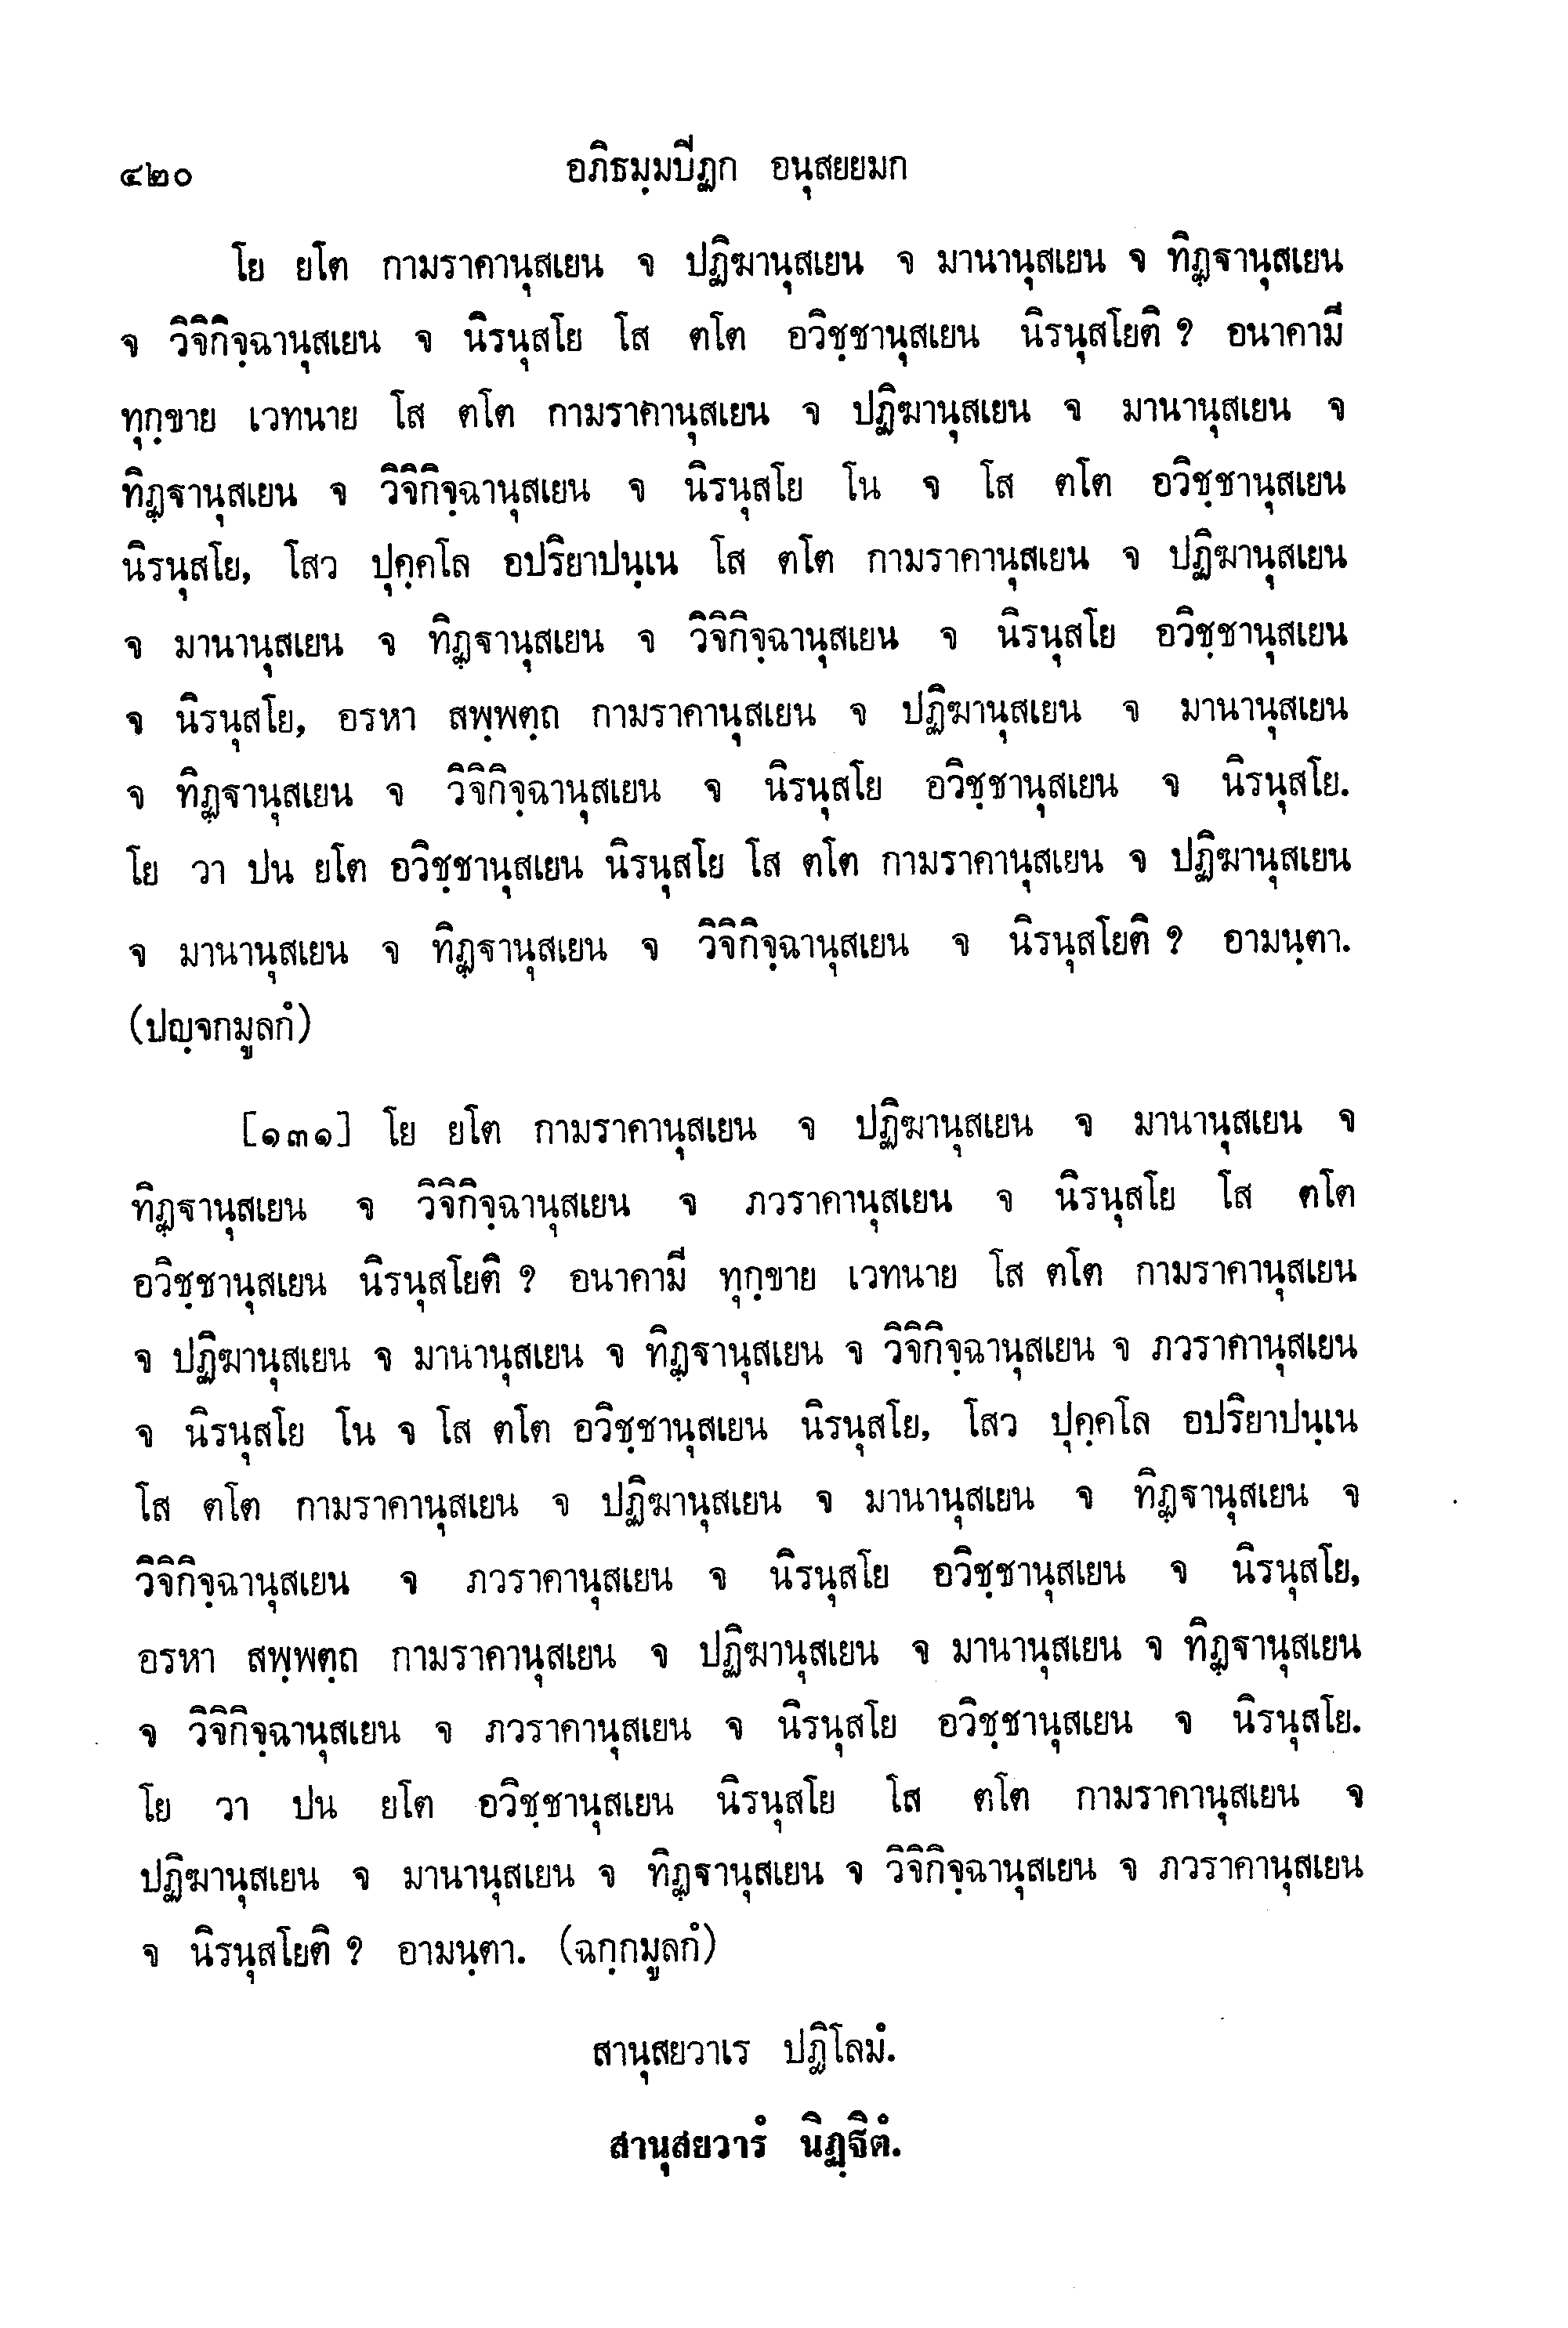 ๔๒๐ อภิธมฺมปีฏก อนุสยยมก
โย ยโต กามราคานุสเยน จ ปฏิฆานุสเยน จ มานานุสเยน จ ทิฏฺฐานุสเยน
จ วิจิกิจฺฉานุสเยน จ นิรนุสโย โส ตโต อวิชฺชานุสเยน นิรนุสโยติ ? อนาคามี
ทุกฺขาย เวทนาย โส ตโต กามราคานุสเยน จ ปฏิฆานุสเยน จ มานานุสเยน จ
ทิฏฺฐานุสเยน จ วิจิกิจฺฉานุสเยน จ นิรนุสโย โน จ โส ตโต อวิชฺชานุสเยน
นิรนุสโย, โสว ปุคฺคโล อปริยาปนฺเน โส ตโต กามราคานุสเยน จ ปฏิฆานุสเยน
จ มานานุสเยน จ ทิฏฺฐานุสเยน จ วิจิกิจฺฉานุสเยน จ นิรนุสโย อวิชฺชานุสเยน
จ นิรนุสโย, อรหา สพฺพตฺถ กามราคานุสเยน จ ปฏิฆานุสเยน จ มานานุสเยน
จ ทิฏฺฐานุสเยน จ วิจิกิจฺฉานุสเยน จ นิรนุสโย อวิชฺชานุสเยน จ นิรนุสโย.
โย วา ปน ยโต อวิชฺชานุสเยน นิรนุสโย โส ตโต กามราคานุสเยน จ ปฏิฆานุสเยน
จ มานานุสเยน จ ทิฏฺฐานุสเยน จ วิจิกิจฺฉานุสเยน จ นิรนุสโยติ ? อามนฺตา.
(ปญฺจกมูลกํ)
[๑๓๑] โย ยโต กามราคานุสเยน จ ปฏิฆานุสเยน จ มานานุสเยน จ
ทิฏฺฐานุสเยน จ วิจิกิจฺฉานุสเยน จ ภวราคานุสเยน จ นิรนุสโย โส ตโต
อวิชฺชานุสเยน นิรนุสโยติ ? อนาคามี ทุกฺขาย เวทนาย โส ตโต กามราคานุสเยน
จ ปฏิฆานุสเยน จ มานานุสเยน จ ทิฏฺฐานุสเยน จ วิจิกิจฺฉานุสเยน จ ภวราคานุสเยน
จ นิรนุสโย โน จ โส ตโต อวิชฺชานุสเยน นิรนุสโย, โสว ปุคฺคโล อปริยาปนฺเน
โส ตโต กามราคานุสเยน จ ปฏิฆานุสเยน จ มานานุสเยน จ ทิฏฺฐานุสเยน จ
วิจิกิจฺฉานุสเยน จ ภวราคานุสเยน จ นิรนุสโย อวิชฺชานุสเยน จ นิรนุสโย,
อรหา สพฺพตฺถ กามราคานุสเยน จ ปฏิฆานุสเยน จ มานานุสเยน จ ทิฏฺฐานุสเยน
จ วิจิกิจฺฉานุสเยน จ ภวราคานุสเยน จ นิรนุสโย อวิชฺชานุสเยน จ นิรนุสโย.
โย วา ปน ยโต อวิชฺชานุสเยน นิรนุสโย โส ตโต กามราคานุสเยน จ
ปฏิฆานุสเยน จ มานานุสเยน จ ทิฏฺฐานุสเยน จ วิจิกิจฺฉานุสเยน จ ภวราคานุสเยน
จ นิรนุสโยติ ? อามนฺตา. (ฉกฺกมูลกํ)
สานุสยวาเร ปฏิโลมํ.
สานุสยวารํ นิฏฺฐิตํ.